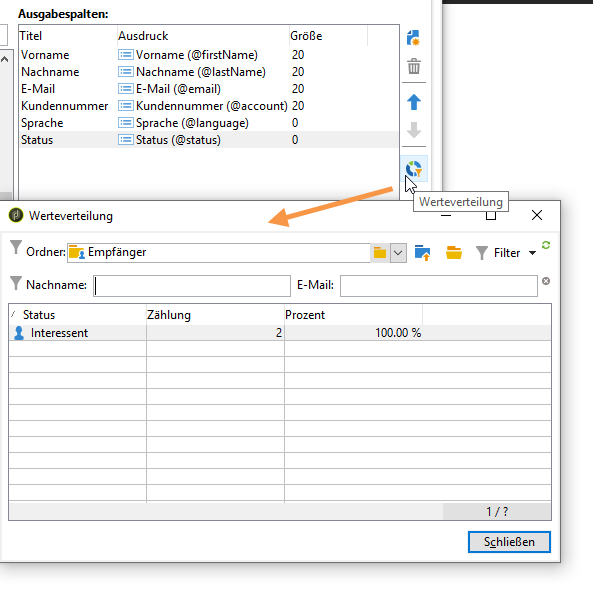 Ausgabespalten:
Titel Ausdruck Größe
Vorname Vorname (@firstName) 20
Nachname Nachname (@lastName) 20
E-Mail E-Mail (@email) 20
Kundennummer Kundennummer (@account) 20
Sprache Sprache (@language) 0
Status Status (@status) 0
Werteverteilung
Werteverteilung
Ordner: Empfänger Filter
Nachname: E-Mail:
Status Zählung Prozent
Interessent 2 100.00 %
1 / ?
Schließen